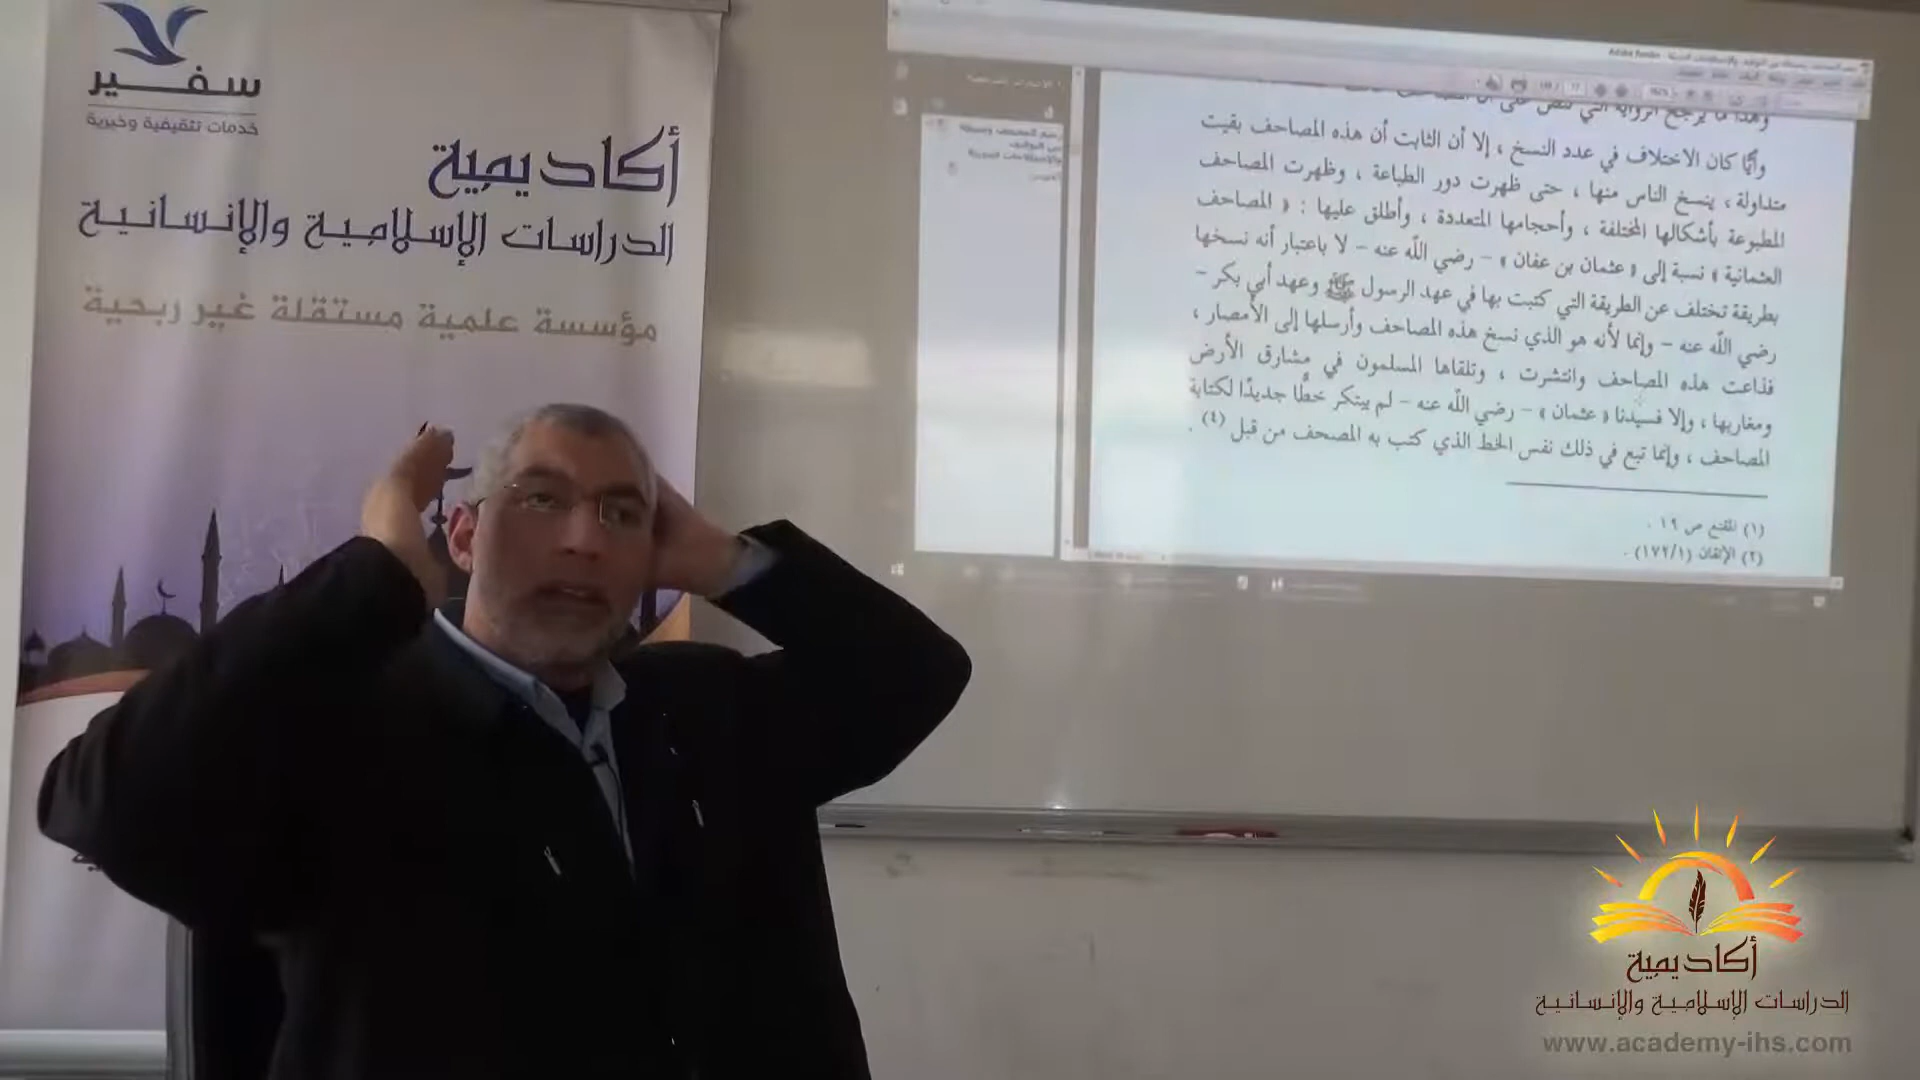 سفير
خدمات تثقيفية وخبرية
أكاديمية
الدراسات الإسلامية والإنسانية
مؤسسة علمية مستقلة غير ربحية
وأيًّا كان الاختلاف في عدد النسخ ، إلا أن الثابت أن هذه المصاحف بقيت
متداولة ، ينسخ الناس منها ، حتى ظهرت دور الطباعة ، وظهرت المصاحف
المطبوعة بأشكالها المختلفة ، وأحجامها المتعددة ، وأطلق عليها : « المصاحف
العثمانية » نسبة إلى « عثمان بن عفان » – رضي الله عنه – لا باعتبار أنه نسخها
بطريقة تختلف عن الطريقة التي كتبت بها في عهد الرسول ﷺ وعهد أبي بكر –
رضي الله عنه – وإنما لأنه هو الذي نسخ هذه المصاحف وأرسلها إلى الأمصار ،
فذاعت هذه المصاحف وانتشرت ، وتلقاها المسلمون في مشارق الأرض
ومغاربها ، وإلا فسيدنا « عثمان » – رضي الله عنه – لم يبتكر خطًّا جديدًا لكتابة
المصاحف ، وإنما تبع في ذلك نفس الخط الذي كتب به المصحف من قبل (٤) .
(١) المقنع ص ١٩ .
(٢) الإتقان (١٧٢/١) .
أكاديمية
الدراسات الإسلامية والإنسانية
www.academy-ihs.com